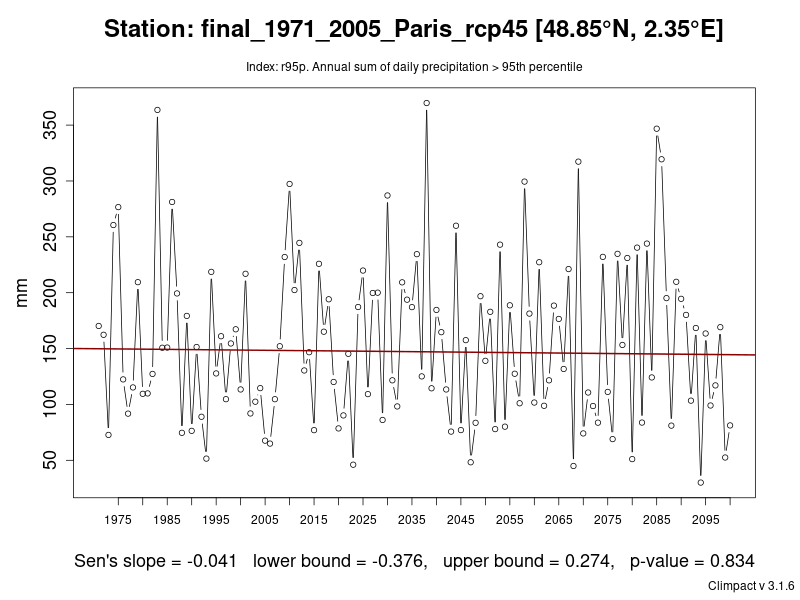 Station: final_1971_2005_Paris_rcp45 [48.85°N, 2.35°E]
Index: r95p. Annual sum of daily precipitation > 95th percentile
350
300
250
200
150
100
50
mm
1975 1985 1995 2005 2015 2025 2035 2045 2055 2065 2075 2085 2095
Sen's slope = -0.041 lower bound = -0.376, upper bound = 0.274, p-value = 0.834
Climpact v 3.1.6